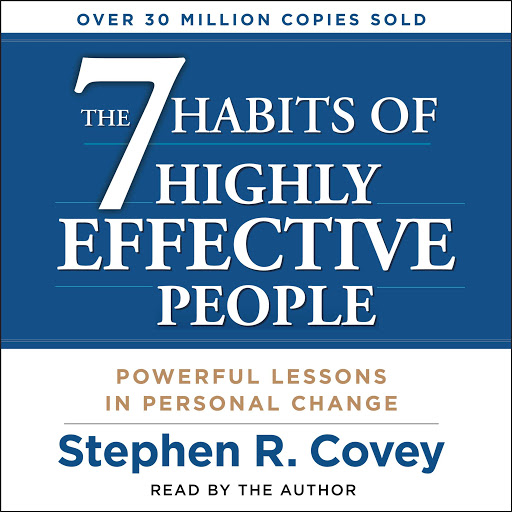 OVER 30 MILLION COPIES SOLD
THE 7 HABITS OF
HIGHLY
EFFECTIVE
PEOPLE
POWERFUL LESSONS
IN PERSONAL CHANGE
Stephen R. Covey
READ BY THE AUTHOR